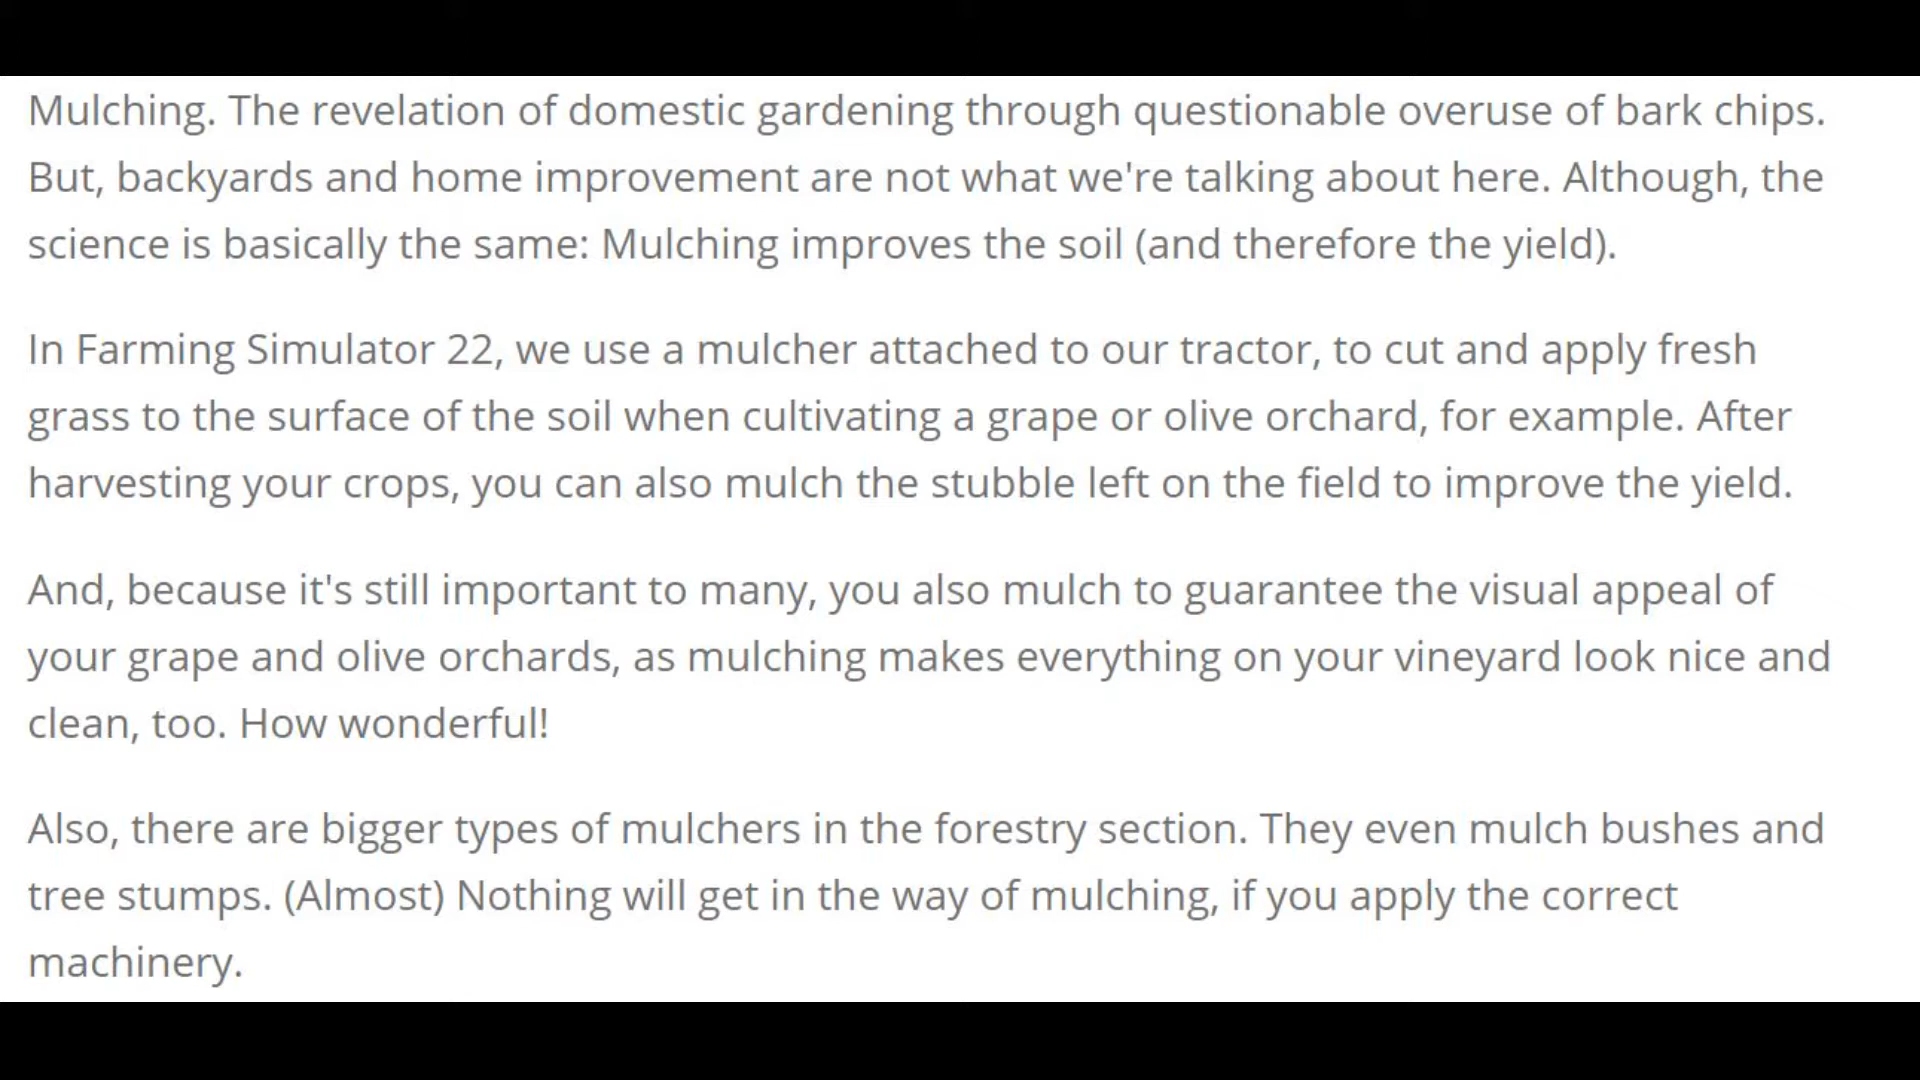 Mulching. The revelation of domestic gardening through questionable overuse of bark chips.
But, backyards and home improvement are not what we're talking about here. Although, the
science is basically the same: Mulching improves the soil (and therefore the yield).
In Farming Simulator 22, we use a mulcher attached to our tractor, to cut and apply fresh
grass to the surface of the soil when cultivating a grape or olive orchard, for example. After
harvesting your crops, you can also mulch the stubble left on the field to improve the yield.
And, because it's still important to many, you also mulch to guarantee the visual appeal of
your grape and olive orchards, as mulching makes everything on your vineyard look nice and
clean, too. How wonderful!
Also, there are bigger types of mulchers in the forestry section. They even mulch bushes and
tree stumps. (Almost) Nothing will get in the way of mulching, if you apply the correct
machinery.